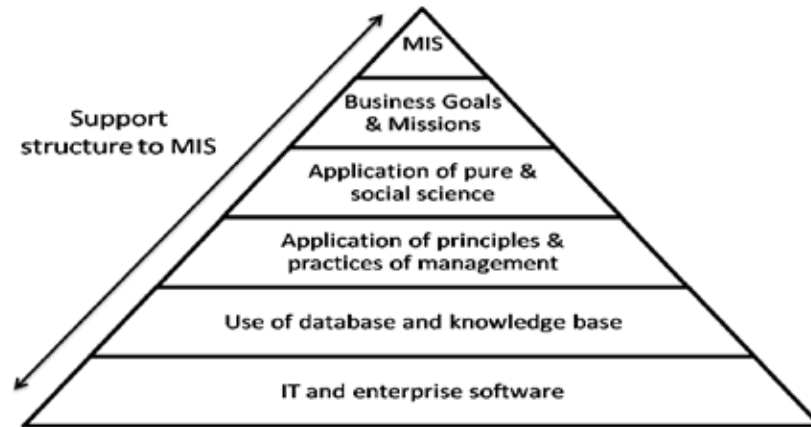 MIS
Business Goals
& Missions
Support
structure to MIS
Application of pure &
social science
Application of principles &
practices of management
Use of database and knowledge base
IT and enterprise software